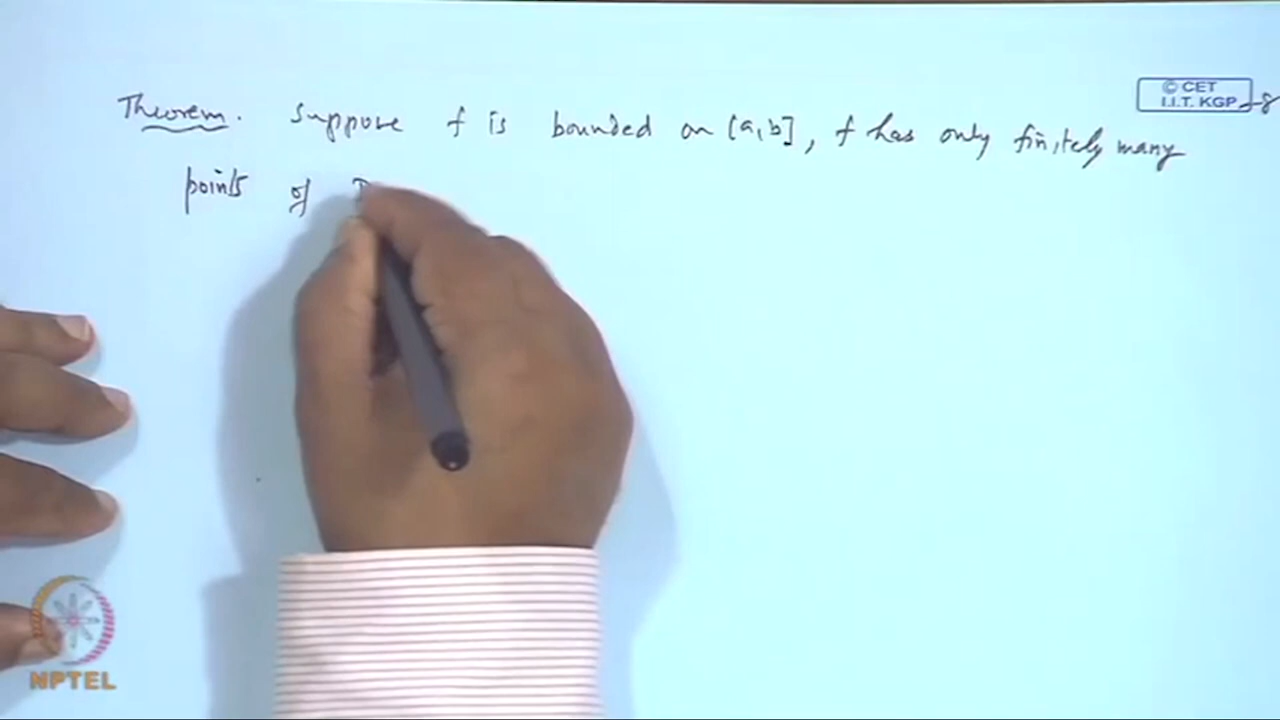 © CET
I.I.T. KGP
Theorem. Suppose f is bounded on [a,b], f has only finitely many
points of
NPTEL